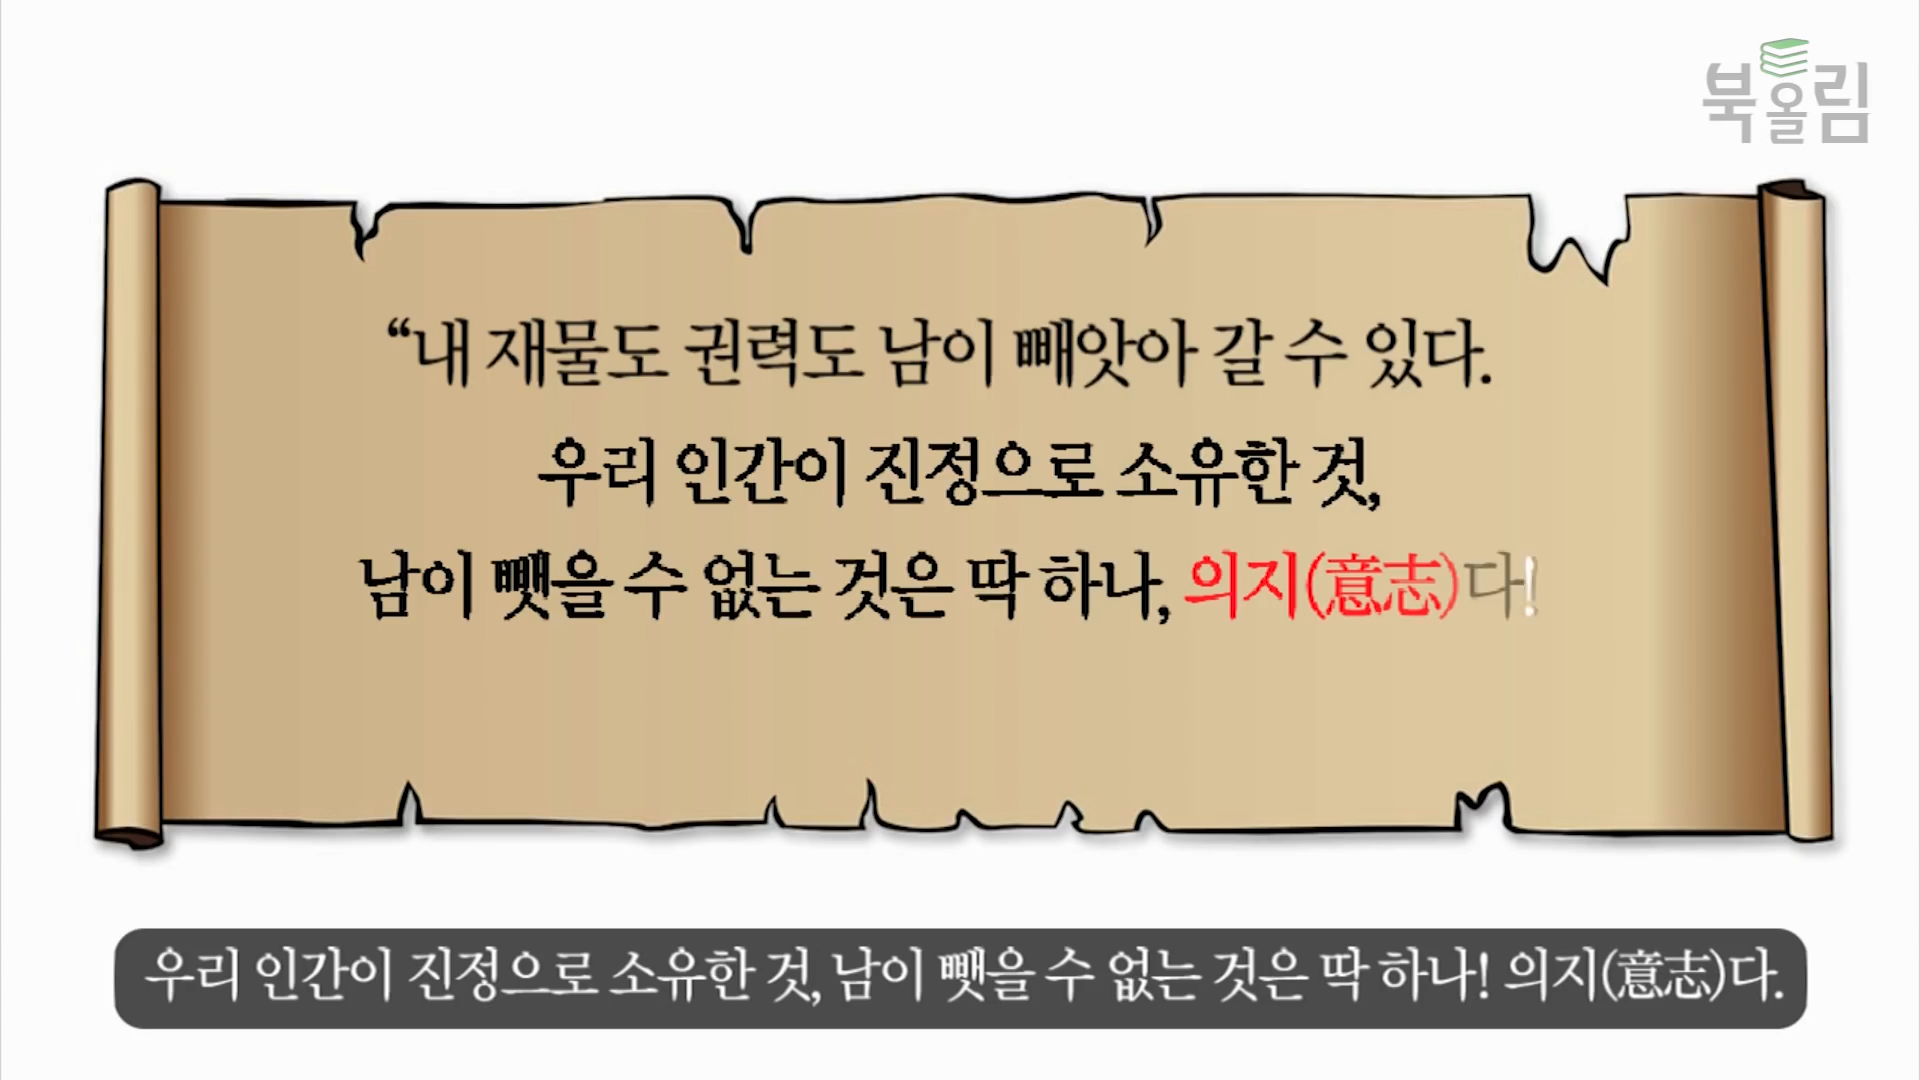 북올림
“내 재물도 권력도 남이 빼앗아 갈 수 있다.
우리 인간이 진정으로 소유한 것,
남이 뺏을 수 없는 것은 딱 하나, 의지(意志)다!
우리 인간이 진정으로 소유한 것, 남이 뺏을 수 없는 것은 딱 하나! 의지(意志)다.